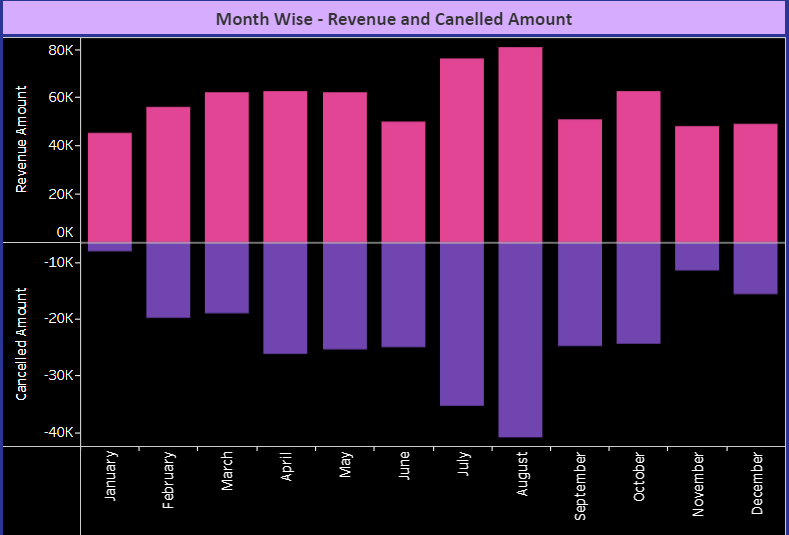 Month Wise - Revenue and Canelled Amount
Revenue Amount
80K
60K
40K
20K
0K
Cancelled Amount
-10K
-20K
-30K
-40K
January
February
March
April
May
June
July
August
September
October
November
December